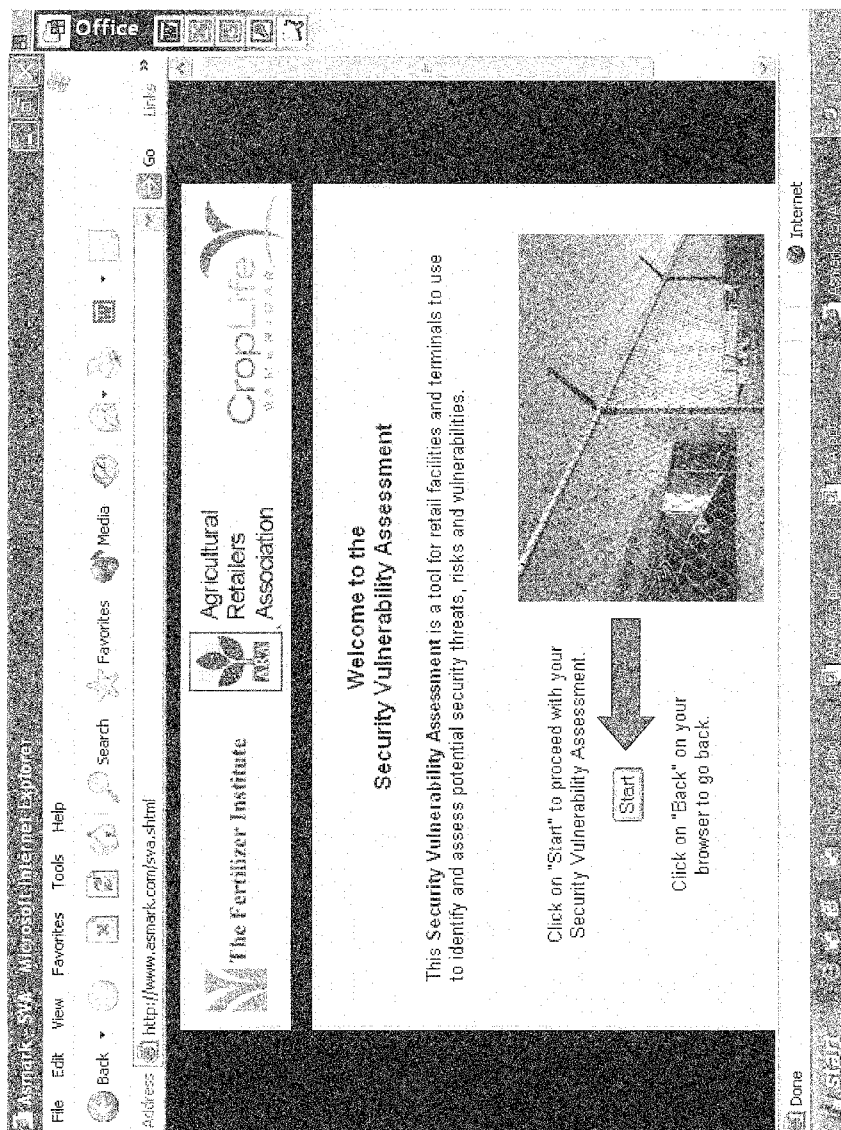 Asmark - SVA - Microsoft Internet Explorer
Office
File Edit View Favorites Tools Help
Back Search Favorites Media
Address http://www.asmark.com/sva.shtml Go Links
The Fertilizer Institute
ARA
Agricultural
Retailers
Association
CropLife
AMERICA
Welcome to the
Security Vulnerability Assessment
This Security Vulnerability Assessment is a tool for retail facilities and terminals to use
to identify and assess potential security threats, risks and vulnerabilities.
Click on "Start" to proceed with your
Security Vulnerability Assessment.
Start
Click on "Back" on your
browser to go back.
Done Internet
start